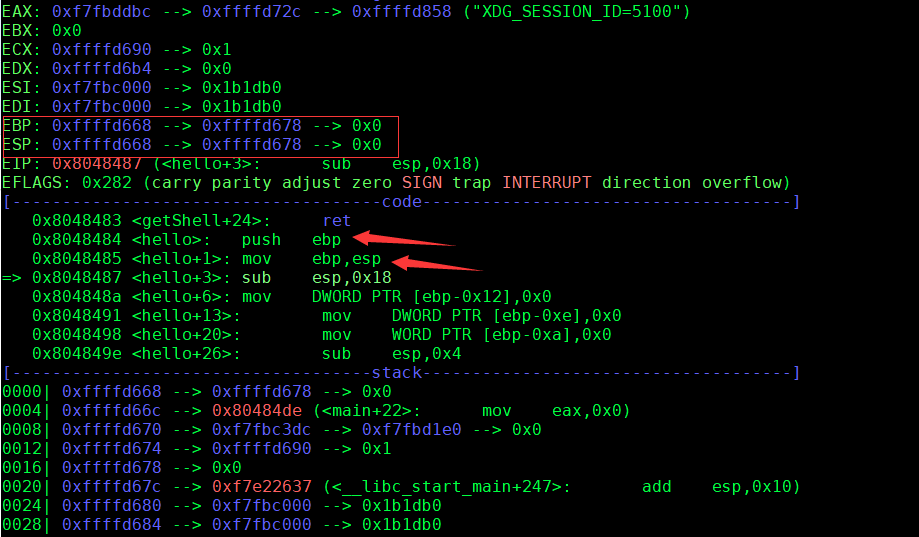 EAX: 0xf7fbddbc --> 0xffffd72c --> 0xffffd858 ("XDG_SESSION_ID=5100")
EBX: 0x0
ECX: 0xffffd690 --> 0x1
EDX: 0xffffd6b4 --> 0x0
ESI: 0xf7fbc000 --> 0x1b1db0
EDI: 0xf7fbc000 --> 0x1b1db0
EBP: 0xffffd668 --> 0xffffd678 --> 0x0
ESP: 0xffffd668 --> 0xffffd678 --> 0x0
EIP: 0x8048487 (<hello+3>: sub esp,0x18)
EFLAGS: 0x282 (carry parity adjust zero SIGN trap INTERRUPT direction overflow)
[-------------------------------------code-------------------------------------]
0x8048483 <getShell+24>: ret
0x8048484 <hello>: push ebp
0x8048485 <hello+1>: mov ebp,esp
=> 0x8048487 <hello+3>: sub esp,0x18
0x804848a <hello+6>: mov DWORD PTR [ebp-0x12],0x0
0x8048491 <hello+13>: mov DWORD PTR [ebp-0xe],0x0
0x8048498 <hello+20>: mov WORD PTR [ebp-0xa],0x0
0x804849e <hello+26>: sub esp,0x4
[------------------------------------stack-------------------------------------]
0000| 0xffffd668 --> 0xffffd678 --> 0x0
0004| 0xffffd66c --> 0x80484de (<main+22>: mov eax,0x0)
0008| 0xffffd670 --> 0xf7fbc3dc --> 0xf7fbd1e0 --> 0x0
0012| 0xffffd674 --> 0xffffd690 --> 0x1
0016| 0xffffd678 --> 0x0
0020| 0xffffd67c --> 0xf7e22637 (<__libc_start_main+247>: add esp,0x10)
0024| 0xffffd680 --> 0xf7fbc000 --> 0x1b1db0
0028| 0xffffd684 --> 0xf7fbc000 --> 0x1b1db0